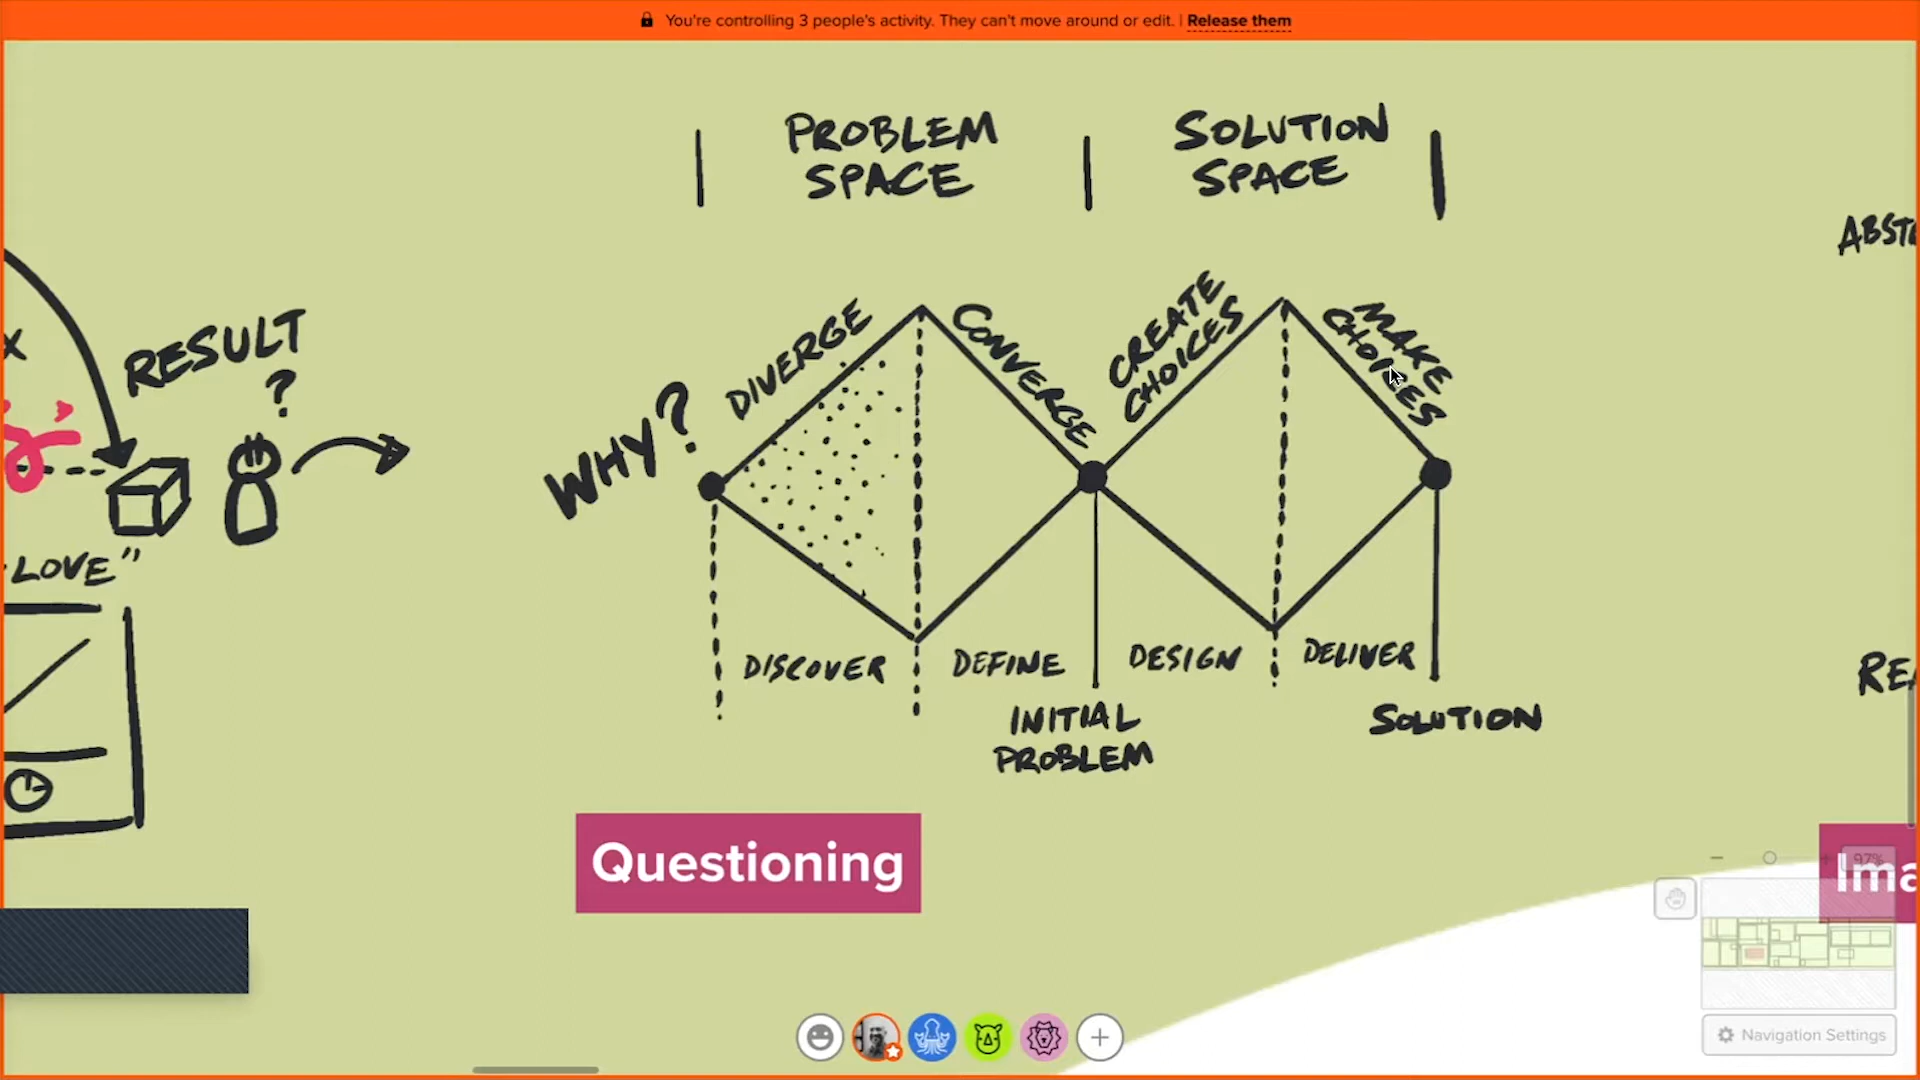 You're controlling 3 people's activity. They can't move around or edit. | Release them
PROBLEM
SPACE
SOLUTION
SPACE
RESULT
?
LOVE"
WHY?
DIVERGE
CONVERGE
CREATE
CHOICES
MAKE
CHOICES
DISCOVER
DEFINE
DESIGN
DELIVER
INITIAL
PROBLEM
SOLUTION
Questioning
97%
Navigation Settings